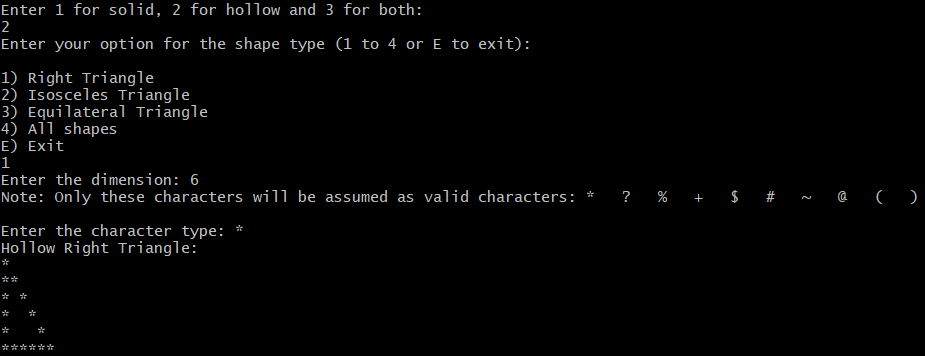 Enter 1 for solid, 2 for hollow and 3 for both:
2
Enter your option for the shape type (1 to 4 or E to exit):

1) Right Triangle
2) Isosceles Triangle
3) Equilateral Triangle
4) All shapes
E) Exit
1
Enter the dimension: 6
Note: Only these characters will be assumed as valid characters: *   ?   %   +   $   #   ~   @   (   )

Enter the character type: *
Hollow Right Triangle:
*
**
* *
*  *
*   *
******